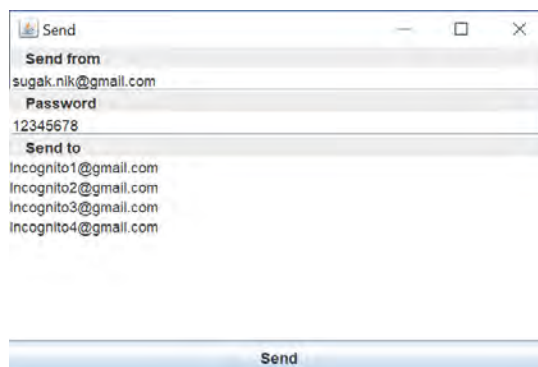 Send
Send from
sugak.nik@gmail.com
Password
12345678
Send to
Incognito1@gmail.com
Incognito2@gmail.com
Incognito3@gmail.com
Incognito4@gmail.com
Send